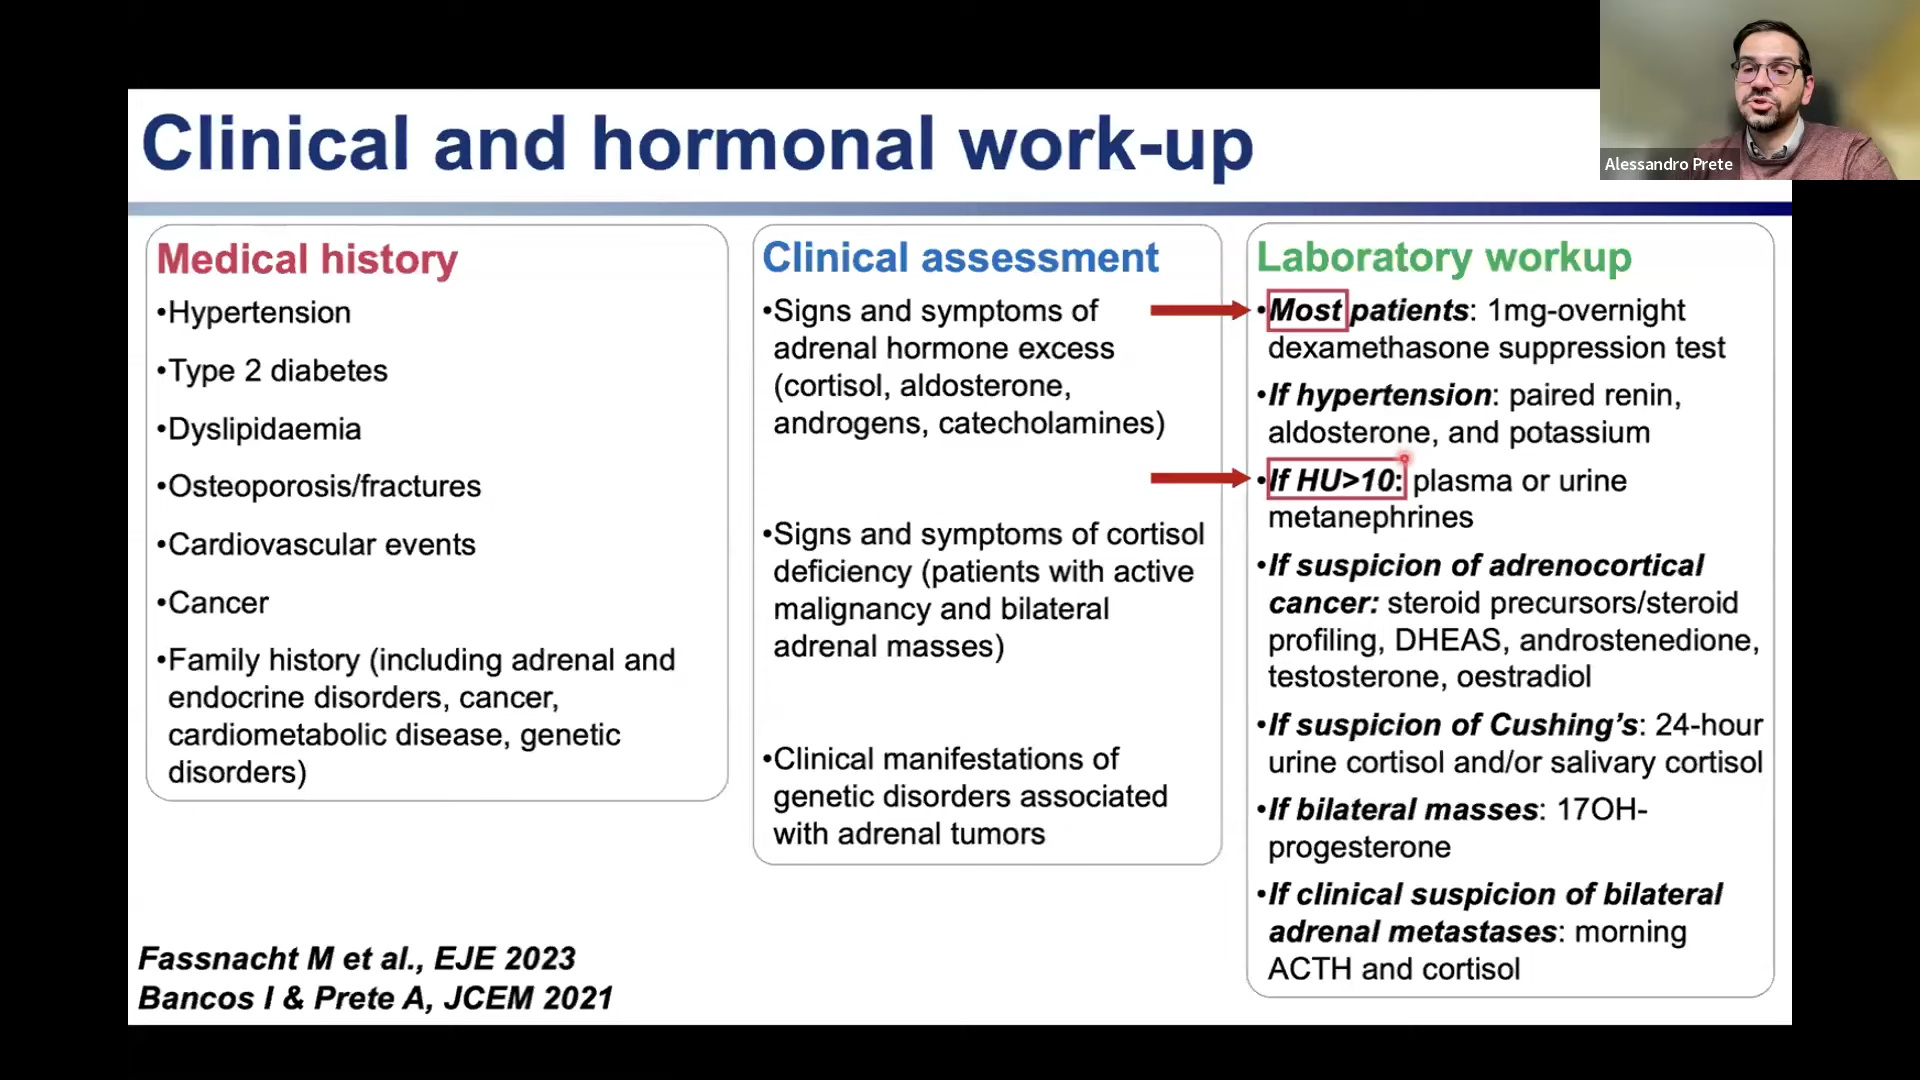 Clinical and hormonal work-up
Alessandro Prete
Medical history
•Hypertension
•Type 2 diabetes
•Dyslipidaemia
•Osteoporosis/fractures
•Cardiovascular events
•Cancer
•Family history (including adrenal and
endocrine disorders, cancer,
cardiometabolic disease, genetic
disorders)
Clinical assessment
•Signs and symptoms of
adrenal hormone excess
(cortisol, aldosterone,
androgens, catecholamines)
•Signs and symptoms of cortisol
deficiency (patients with active
malignancy and bilateral
adrenal masses)
•Clinical manifestations of
genetic disorders associated
with adrenal tumors
Laboratory workup
•Most patients: 1mg-overnight
dexamethasone suppression test
•If hypertension: paired renin,
aldosterone, and potassium
•If HU>10: plasma or urine
metanephrines
•If suspicion of adrenocortical
cancer: steroid precursors/steroid
profiling, DHEAS, androstenedione,
testosterone, oestradiol
•If suspicion of Cushing’s: 24-hour
urine cortisol and/or salivary cortisol
•If bilateral masses: 17OH-
progesterone
•If clinical suspicion of bilateral
adrenal metastases: morning
ACTH and cortisol
Fassnacht M et al., EJE 2023
Bancos I & Prete A, JCEM 2021